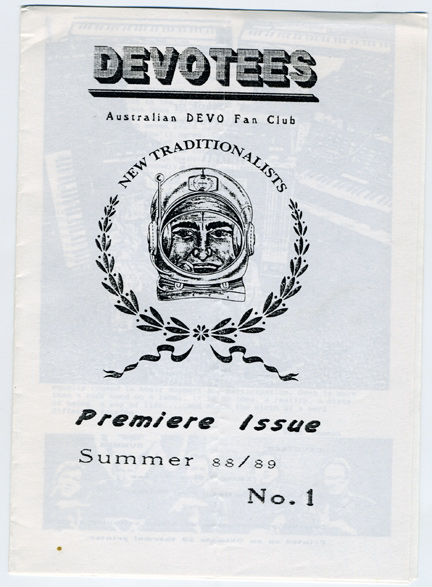 DEVOTEES
Australian DEVO Fan Club
NEW TRADITIONALISTS
Premiere Issue
Summer 88/89
No.1